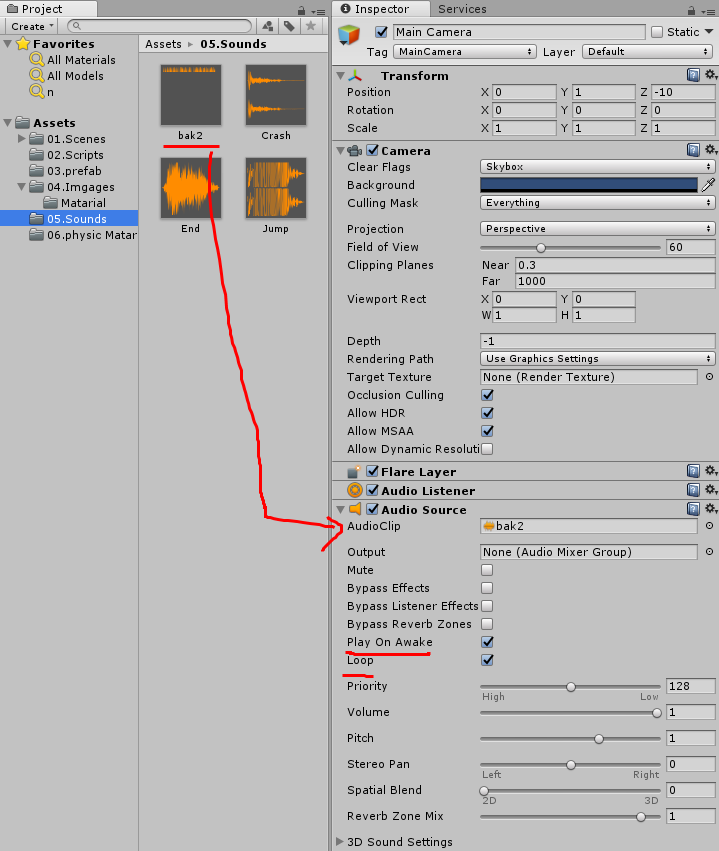 Project
Create
Favorites
All Materials
All Models
n
Assets
01.Scenes
02.Scripts
03.prefab
04.Imgages
Matarial
05.Sounds
06.physic Matar
Assets ▸ 05.Sounds
bak2
Crash
End
Jump
Inspector Services
Main Camera Static
Tag MainCamera Layer Default
Transform
Position X 0 Y 1 Z -10
Rotation X 0 Y 0 Z 0
Scale X 1 Y 1 Z 1
Camera
Clear Flags Skybox
Background
Culling Mask Everything
Projection Perspective
Field of View 60
Clipping Planes Near 0.3
Far 1000
Viewport Rect X 0 Y 0
W 1 H 1
Depth -1
Rendering Path Use Graphics Settings
Target Texture None (Render Texture)
Occlusion Culling
Allow HDR
Allow MSAA
Allow Dynamic Resoluti
Flare Layer
Audio Listener
Audio Source
AudioClip bak2
Output None (Audio Mixer Group)
Mute
Bypass Effects
Bypass Listener Effects
Bypass Reverb Zones
Play On Awake
Loop
Priority 128
High Low
Volume 1
Pitch 1
Stereo Pan 0
Left Right
Spatial Blend 0
2D 3D
Reverb Zone Mix 1
3D Sound Settings